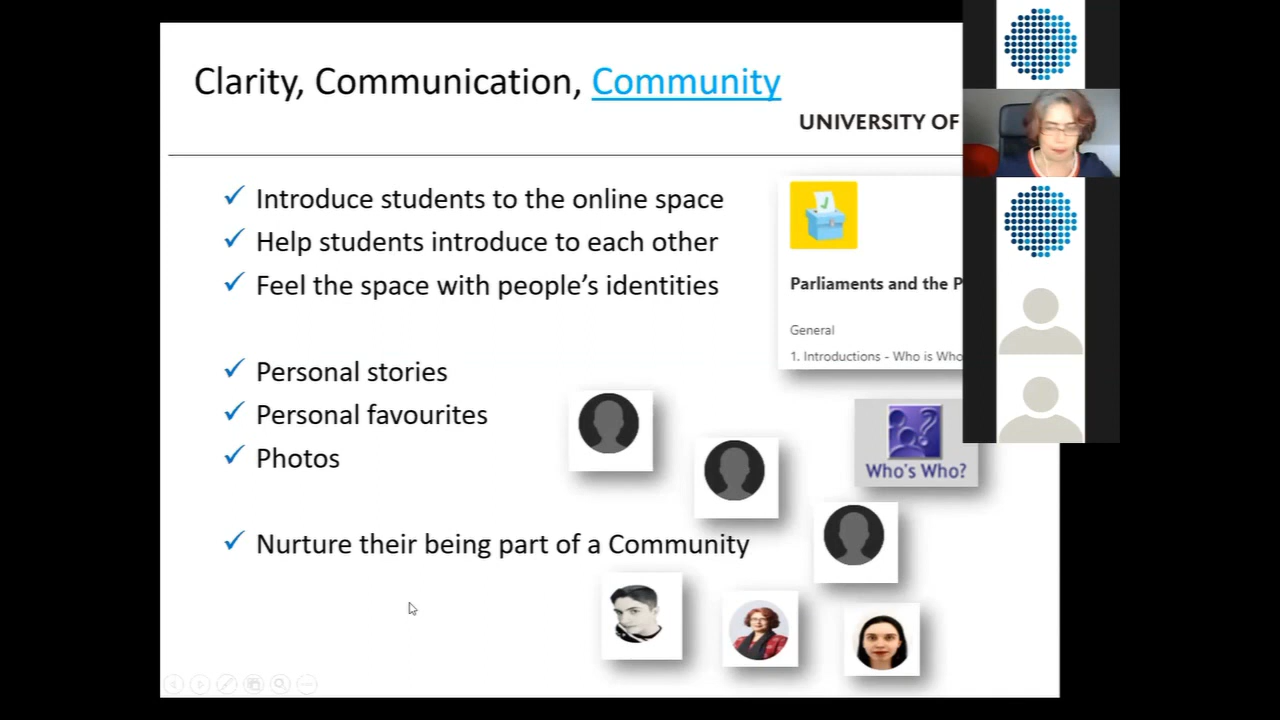 Clarity, Communication, Community
UNIVERSITY OF
Introduce students to the online space
Help students introduce to each other
Feel the space with people's identities
Parliaments and the P
General
1. Introductions - Who is Who
Personal stories
Personal favourites
Photos
Who's Who?
Nurture their being part of a Community